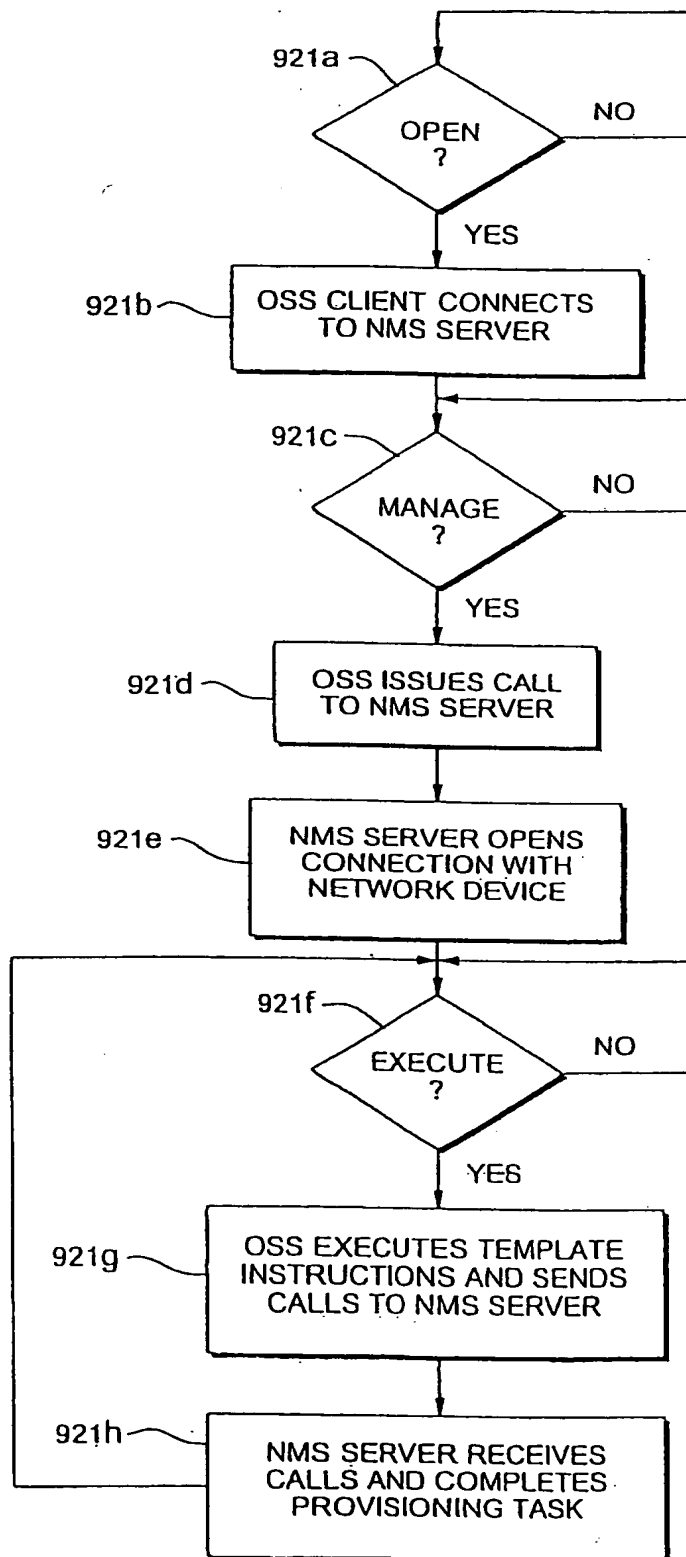 921a
OPEN
?
NO
YES
921b
OSS CLIENT CONNECTS
TO NMS SERVER
921c
MANAGE
?
NO
YES
921d
OSS ISSUES CALL
TO NMS SERVER
921e
NMS SERVER OPENS
CONNECTION WITH
NETWORK DEVICE
921f
EXECUTE
?
NO
YES
921g
OSS EXECUTES TEMPLATE
INSTRUCTIONS AND SENDS
CALLS TO NMS SERVER
921h
NMS SERVER RECEIVES
CALLS AND COMPLETES
PROVISIONING TASK